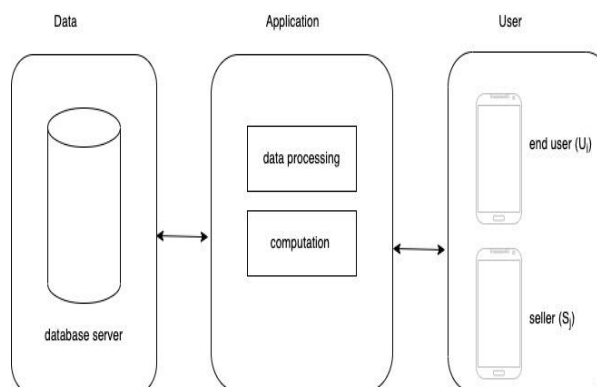 Data
Application
User
data processing
computation
database server
end user (Ui)
seller (Sj)